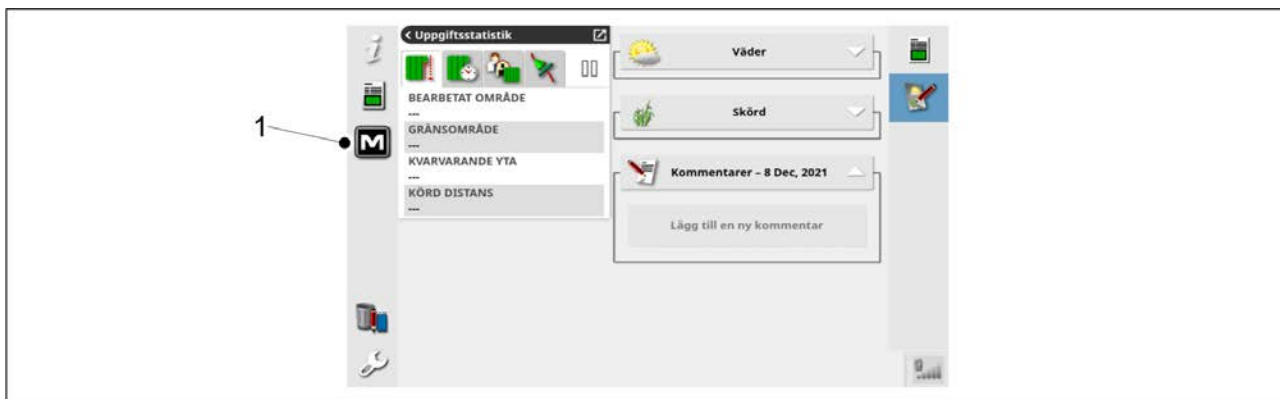 1
M
< Uppgiftsstatistik
BEARBETAT OMRÅDE
---
GRÄNSOMRÅDE
---
KVARVARANDE YTA
---
KÖRD DISTANS
---
Väder
Skörd
Kommentarer – 8 Dec, 2021
Lägg till en ny kommentar